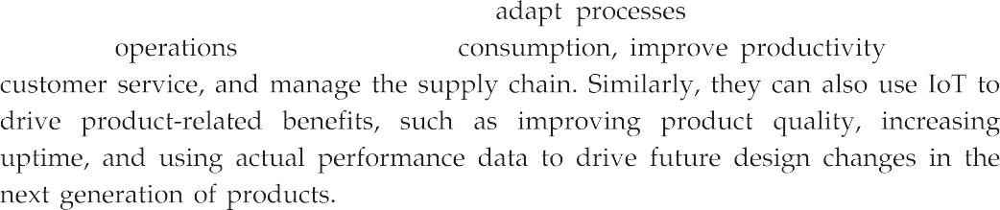 adapt processes
operations consumption, improve productivity
customer service, and manage the supply chain. Similarly, they can also use IoT to
drive product-related benefits, such as improving product quality, increasing
uptime, and using actual performance data to drive future design changes in the
next generation of products.